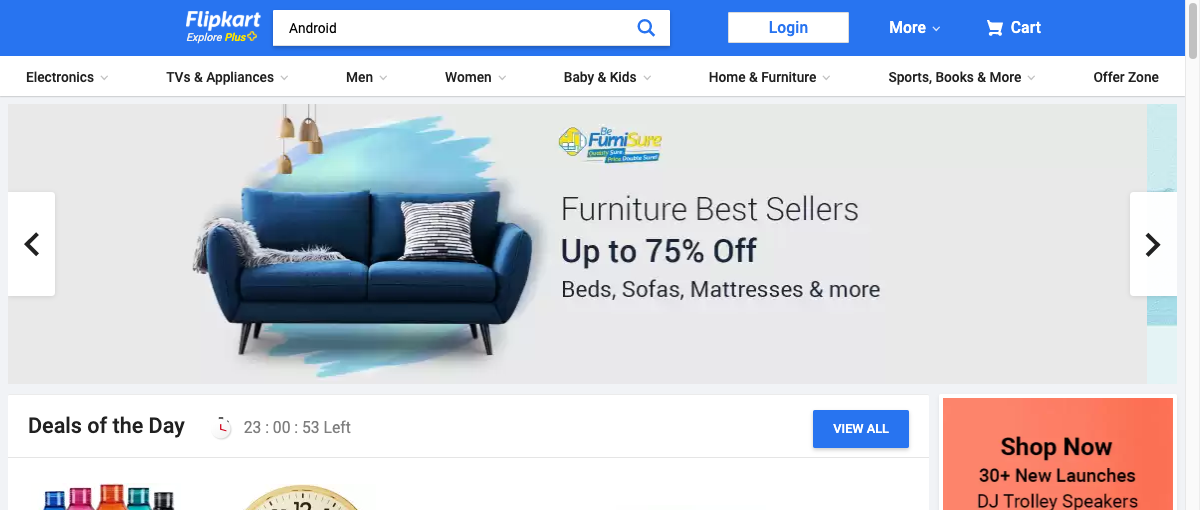 Flipkart
Explore Plus
Android
Login
More
Cart
Electronics
TVs & Appliances
Men
Women
Baby & Kids
Home & Furniture
Sports, Books & More
Offer Zone
Be
FurniSure
Quality Sure
Price Double Sure!
Furniture Best Sellers
Up to 75% Off
Beds, Sofas, Mattresses & more
Deals of the Day
23 : 00 : 53 Left
VIEW ALL
Shop Now
30+ New Launches
DJ Trolley Speakers
12